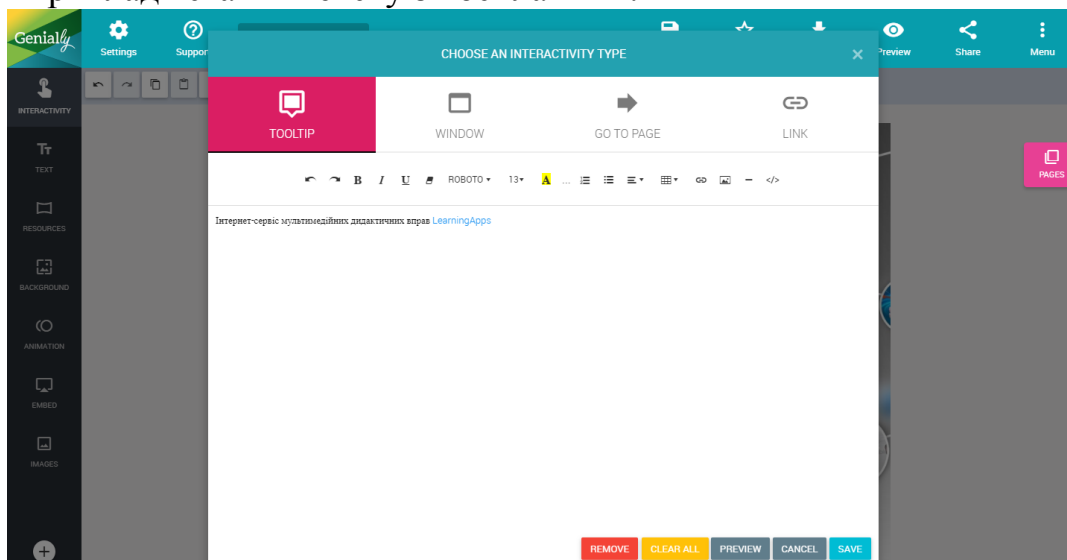 Genially
Settings
Suppor
Preview
Share
Menu
CHOOSE AN INTERACTIVITY TYPE
×
INTERACTIVITY
TEXT
RESOURCES
BACKGROUND
ANIMATION
EMBED
IMAGES
TOOLTIP
WINDOW
GO TO PAGE
LINK
PAGES
B I U ROBOTO 13 A ...
Інтернет-сервіс мультимедійних дидактичних вправ LearningApps
REMOVE CLEAR ALL PREVIEW CANCEL SAVE